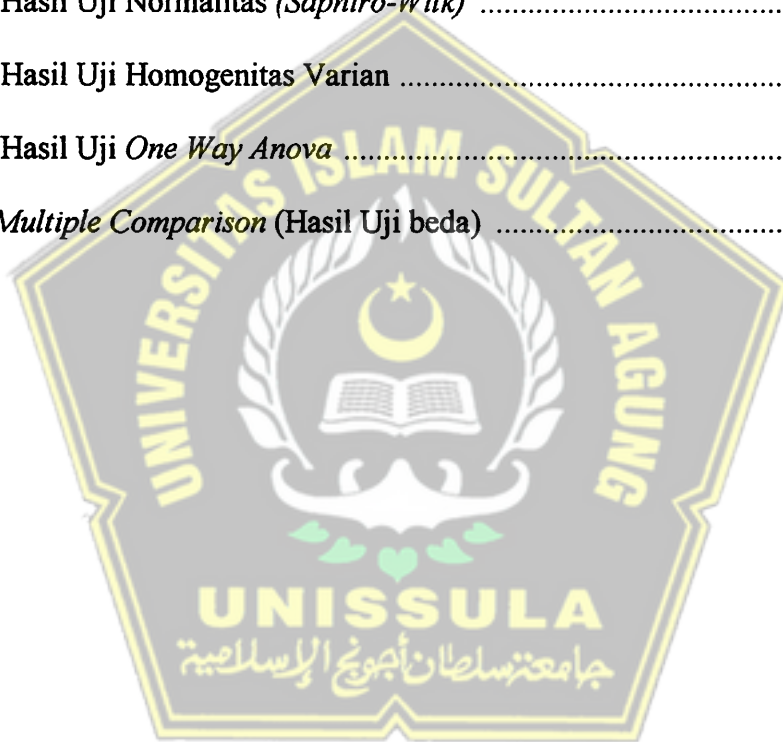 Hasil Uji Normalitas (Saphiro-Wilk) ........................................
Hasil Uji Homogenitas Varian ........................................
Hasil Uji One Way Anova ........................................
Multiple Comparison (Hasil Uji beda) ........................................
UNIVERSITAS ISLAM SULTAN AGUNG
UNISSULA
جامعة سلطان أجونج الإسلامية